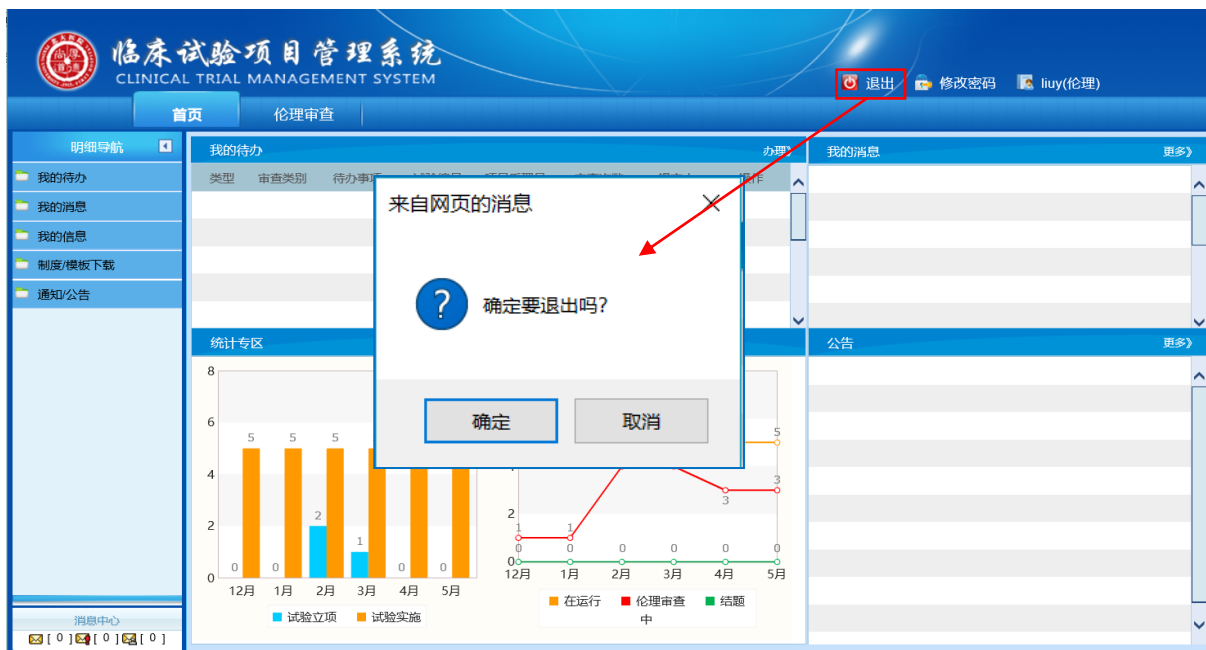 临床试验项目管理系统
CLINICAL TRIAL MANAGEMENT SYSTEM
退出 修改密码 liuy(伦理)
首页 伦理审查
明细导航
我的待办
我的消息
我的信息
制度/模板下载
通知/公告
消息中心
[ 0 ] [ 0 ] [ 0 ]
我的待办 办理》
类型 审查类别 待办事项
来自网页的消息
确定要退出吗?
确定 取消
统计专区
8
6
4
2
0
5 5 5
2
1
0 0 0 0
12月 1月 2月 3月 4月 5月
试验立项 试验实施
5
3
3
2
1 1
0
0 0 0 0 0 0
12月 1月 2月 3月 4月 5月
在运行 伦理审查中 结题
我的消息 更多》
公告 更多》